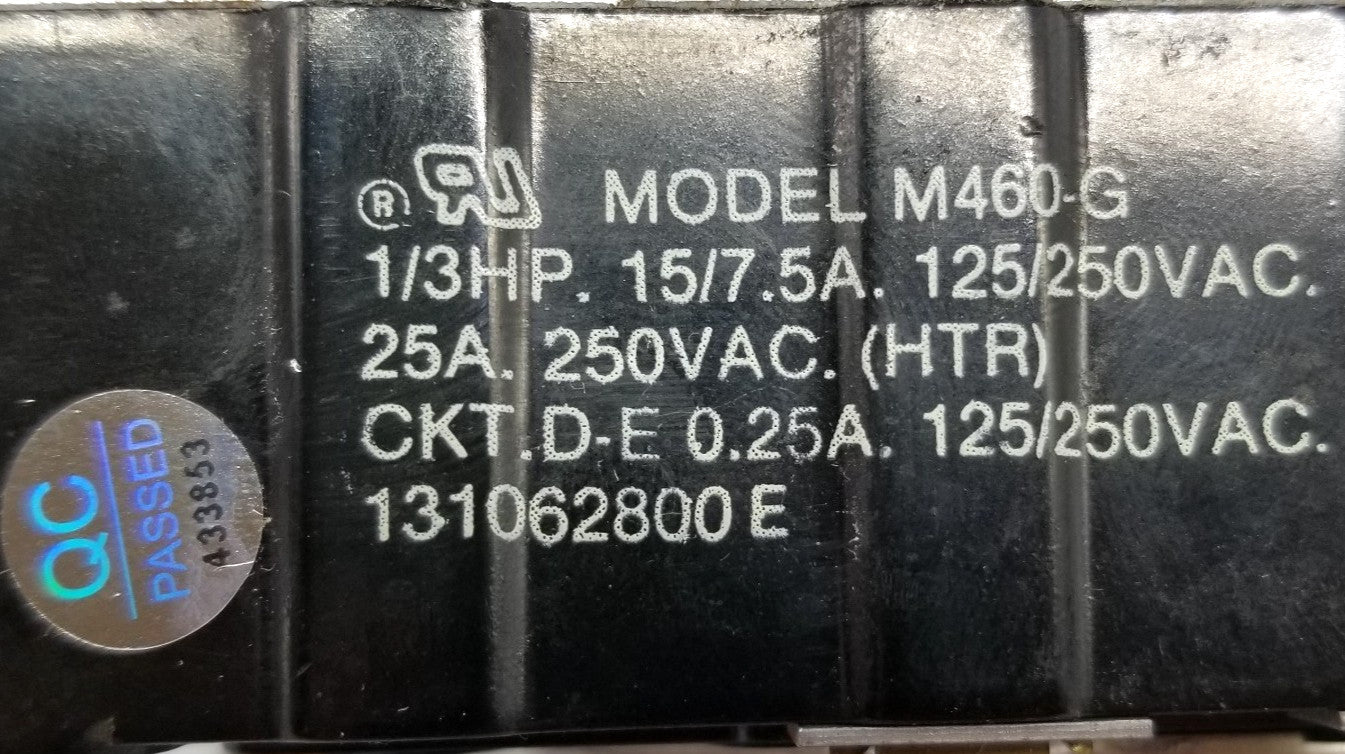 ® RU MODEL M460-G
1/3HP. 15/7.5A. 125/250VAC.
25A. 250VAC. (HTR)
CKT.D-E 0.25A. 125/250VAC.
131062800 E
QC
PASSED
433853